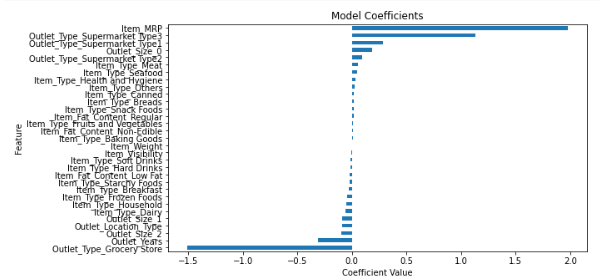 Model Coefficients
Item_MRP
Outlet_Type_Supermarket Type3
Outlet_Type_Supermarket Type1
Outlet_Size_0
Outlet_Type_Supermarket Type2
Item_Type_Meat
Item_Type_Seafood
Item_Type_Health and Hygiene
Item_Type_Others
Item_Type_Canned
Item_Type_Breads
Item_Type_Snack Foods
Item_Fat_Content_Regular
Item_Type_Fruits and Vegetables
Item_Fat_Content_Non-Edible
Item_Type_Baking Goods
Item_Weight
Item_Visibility
Item_Type_Soft Drinks
Item_Type_Hard Drinks
Item_Fat_Content_Low Fat
Item_Type_Starchy Foods
Item_Type_Breakfast
Item_Type_Frozen Foods
Item_Type_Household
Item_Type_Dairy
Outlet_Size_1
Outlet_Location_Type
Outlet_Size_2
Outlet_Years
Outlet_Type_Grocery Store
Feature
-1.5 -1.0 -0.5 0.0 0.5 1.0 1.5 2.0
Coefficient Value